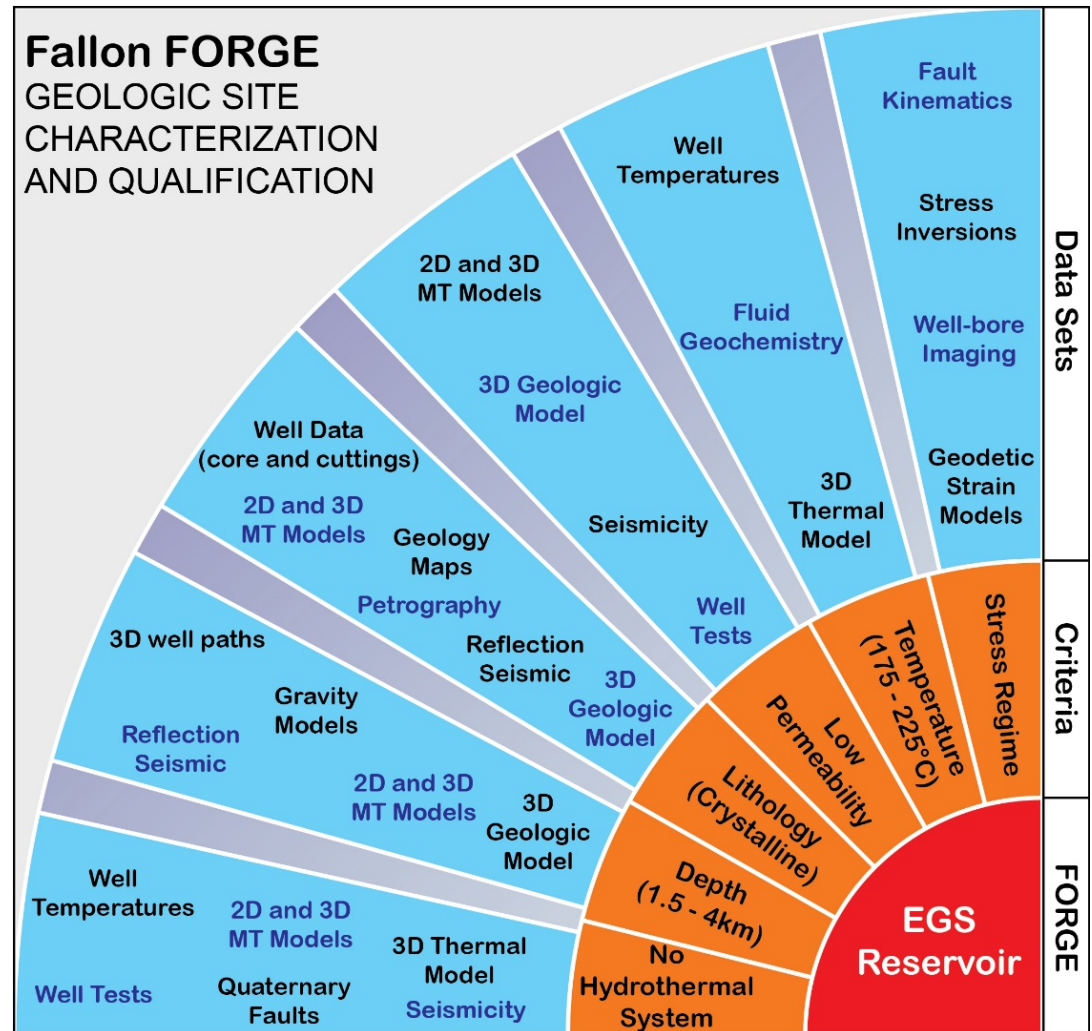 Fallon FORGE
GEOLOGIC SITE
CHARACTERIZATION
AND QUALIFICATION
Fault
Kinematics
Stress
Inversions
Well-bore
Imaging
Geodetic
Strain
Models
Well
Temperatures
Fluid
Geochemistry
3D
Thermal
Model
2D and 3D
MT Models
3D Geologic
Model
Seismicity
Well
Tests
Well Data
(core and cuttings)
2D and 3D
MT Models
Geology
Maps
Petrography
Reflection
Seismic
3D
Geologic
Model
3D well paths
Gravity
Models
Reflection
Seismic
2D and 3D
MT Models
3D
Geologic
Model
Well
Temperatures
2D and 3D
MT Models
3D Thermal
Model
Well Tests
Quaternary
Faults
Seismicity
Stress Regime
Temperature
(175 - 225°C)
Low
Permeability
Lithology
(Crystalline)
Depth
(1.5 - 4km)
No
Hydrothermal
System
EGS
Reservoir
Data Sets
Criteria
FORGE